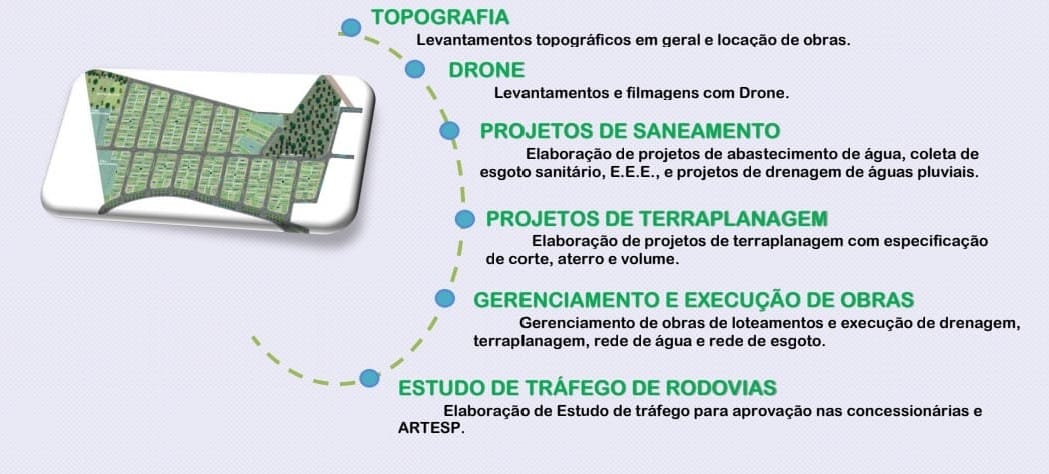 TOPOGRAFIA
Levantamentos topográficos em geral e locação de obras.
DRONE
Levantamentos e filmagens com Drone.
PROJETOS DE SANEAMENTO
Elaboração de projetos de abastecimento de água, coleta de
esgoto sanitário, E.E.E., e projetos de drenagem de águas pluviais.
PROJETOS DE TERRAPLANAGEM
Elaboração de projetos de terraplanagem com especificação
de corte, aterro e volume.
GERENCIAMENTO E EXECUÇÃO DE OBRAS
Gerenciamento de obras de loteamentos e execução de drenagem,
terraplanagem, rede de água e rede de esgoto.
ESTUDO DE TRÁFEGO DE RODOVIAS
Elaboração de Estudo de tráfego para aprovação nas concessionárias e
ARTESP.